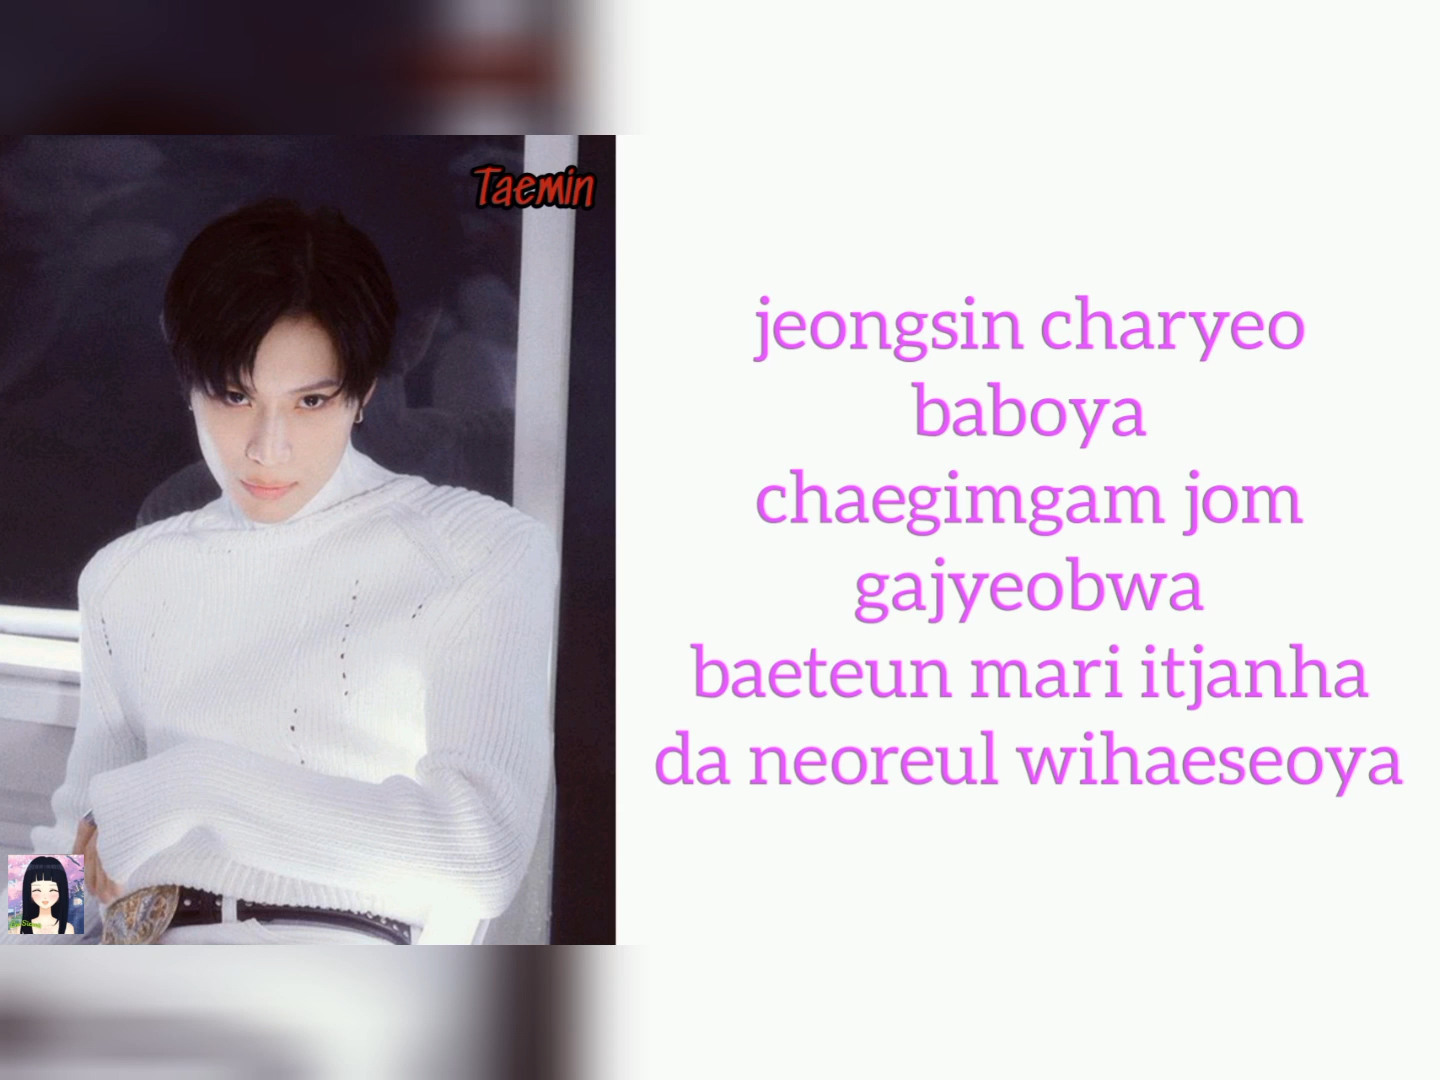 Taemin
jeongsin charyeo
baboya
chaegimgam jom
gajyeobwa
baeteun mari itjanha
da neoreul wihaeseoya